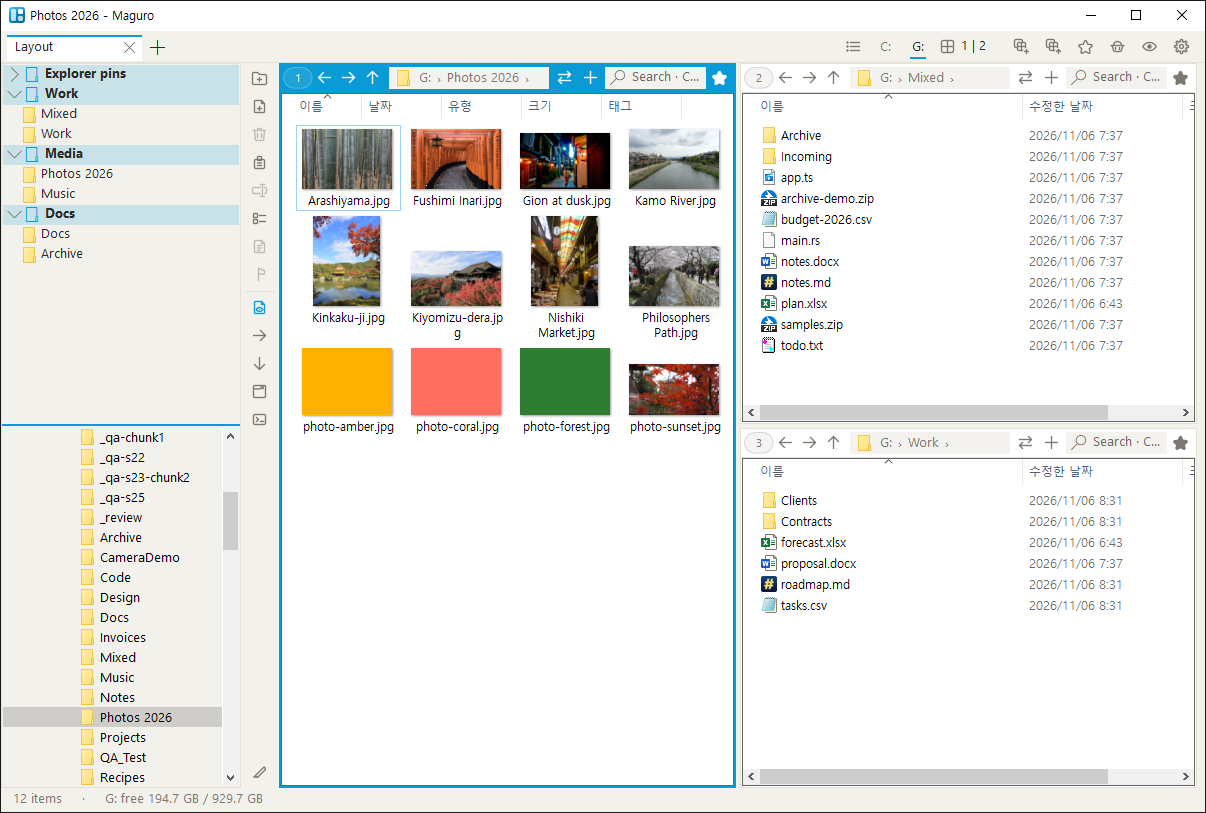 Photos 2026 - Maguro
Layout
C:
G:
1 | 2
Explorer pins
Work
Mixed
Work
Media
Photos 2026
Music
Docs
Docs
Archive
_qa-chunk1
_qa-s22
_qa-s23-chunk2
_qa-s25
_review
Archive
CameraDemo
Code
Design
Docs
Invoices
Mixed
Music
Notes
Photos 2026
Projects
QA_Test
Recipes
1
G: › Photos 2026 ›
Search · C...
이름 날짜 유형 크기 태그
Arashiyama.jpg Fushimi Inari.jpg Gion at dusk.jpg Kamo River.jpg
Kinkaku-ji.jpg Kiyomizu-dera.jp Nishiki Philosophers
g Market.jpg Path.jpg
photo-amber.jpg photo-coral.jpg photo-forest.jpg photo-sunset.jpg
2
G: › Mixed ›
Search · C...
이름 수정한 날짜
Archive 2026/11/06 7:37
Incoming 2026/11/06 7:37
app.ts 2026/11/06 7:37
archive-demo.zip 2026/11/06 7:37
budget-2026.csv 2026/11/06 7:37
main.rs 2026/11/06 7:37
notes.docx 2026/11/06 7:37
notes.md 2026/11/06 7:37
plan.xlsx 2026/11/06 6:43
samples.zip 2026/11/06 7:37
todo.txt 2026/11/06 7:37
3
G: › Work ›
Search · C...
이름 수정한 날짜
Clients 2026/11/06 8:31
Contracts 2026/11/06 8:31
forecast.xlsx 2026/11/06 6:43
proposal.docx 2026/11/06 7:37
roadmap.md 2026/11/06 8:31
tasks.csv 2026/11/06 8:31
12 items · G: free 194.7 GB / 929.7 GB